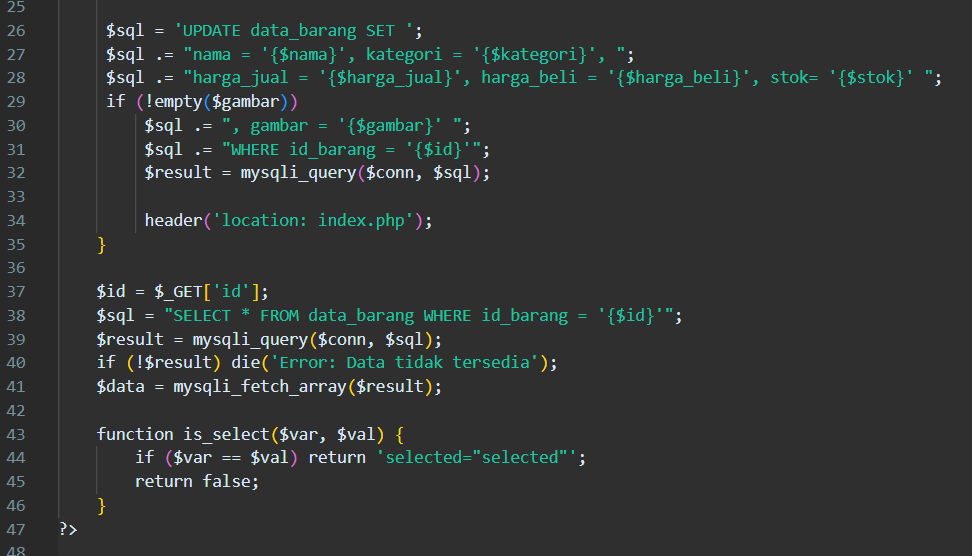 25
26 $sql = 'UPDATE data_barang SET ';
27 $sql .= "nama = '{$nama}', kategori = '{$kategori}', ";
28 $sql .= "harga_jual = '{$harga_jual}', harga_beli = '{$harga_beli}', stok= '{$stok}' ";
29 if (!empty($gambar))
30 $sql .= ", gambar = '{$gambar}' ";
31 $sql .= "WHERE id_barang = '{$id}'";
32 $result = mysqli_query($conn, $sql);
33
34 header('location: index.php');
35 }
36
37 $id = $_GET['id'];
38 $sql = "SELECT * FROM data_barang WHERE id_barang = '{$id}'";
39 $result = mysqli_query($conn, $sql);
40 if (!$result) die('Error: Data tidak tersedia');
41 $data = mysqli_fetch_array($result);
42
43 function is_select($var, $val) {
44 if ($var == $val) return 'selected="selected"';
45 return false;
46 }
47 ?>
48